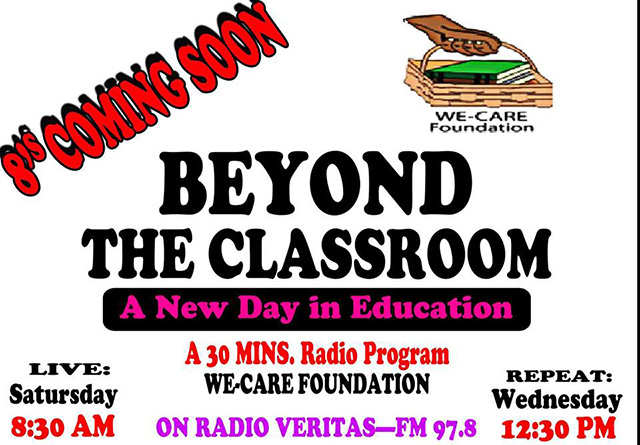 8's COMING SOON
WE-CARE
Foundation
BEYOND
THE CLASSROOM
A New Day in Education
A 30 MINS. Radio Program
WE-CARE FOUNDATION
LIVE:
Satursday
8:30 AM
ON RADIO VERITAS—FM 97.8
REPEAT:
Wednesday
12:30 PM